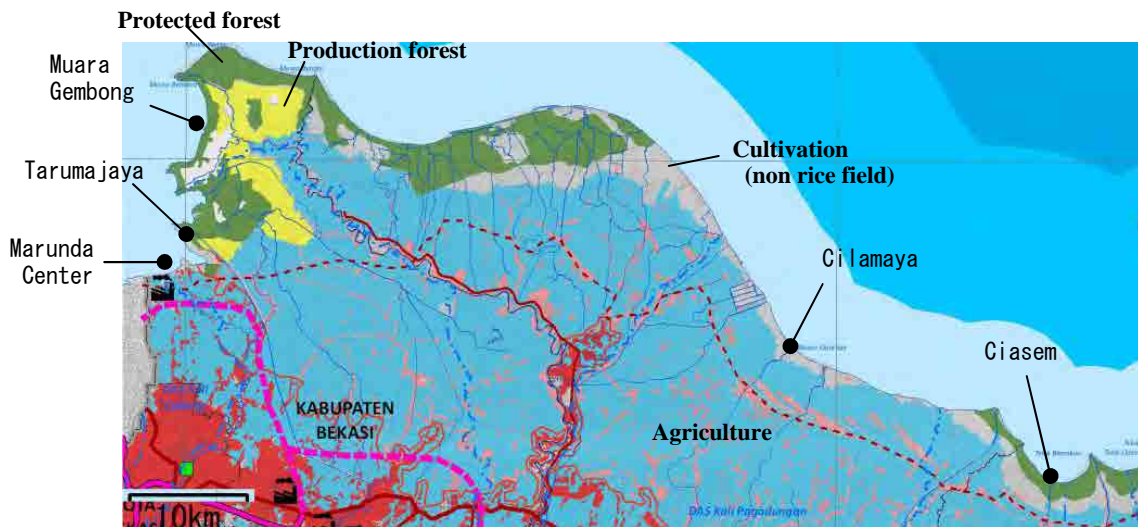 Protected forest
Production forest
Muara
Gembong
Tarumajaya
Cultivation
(non rice field)
Marunda
Center
Cilamaya
Ciasem
KABUPATEN
BEKASI
Agriculture
10km
DAS Kali Pagadungan